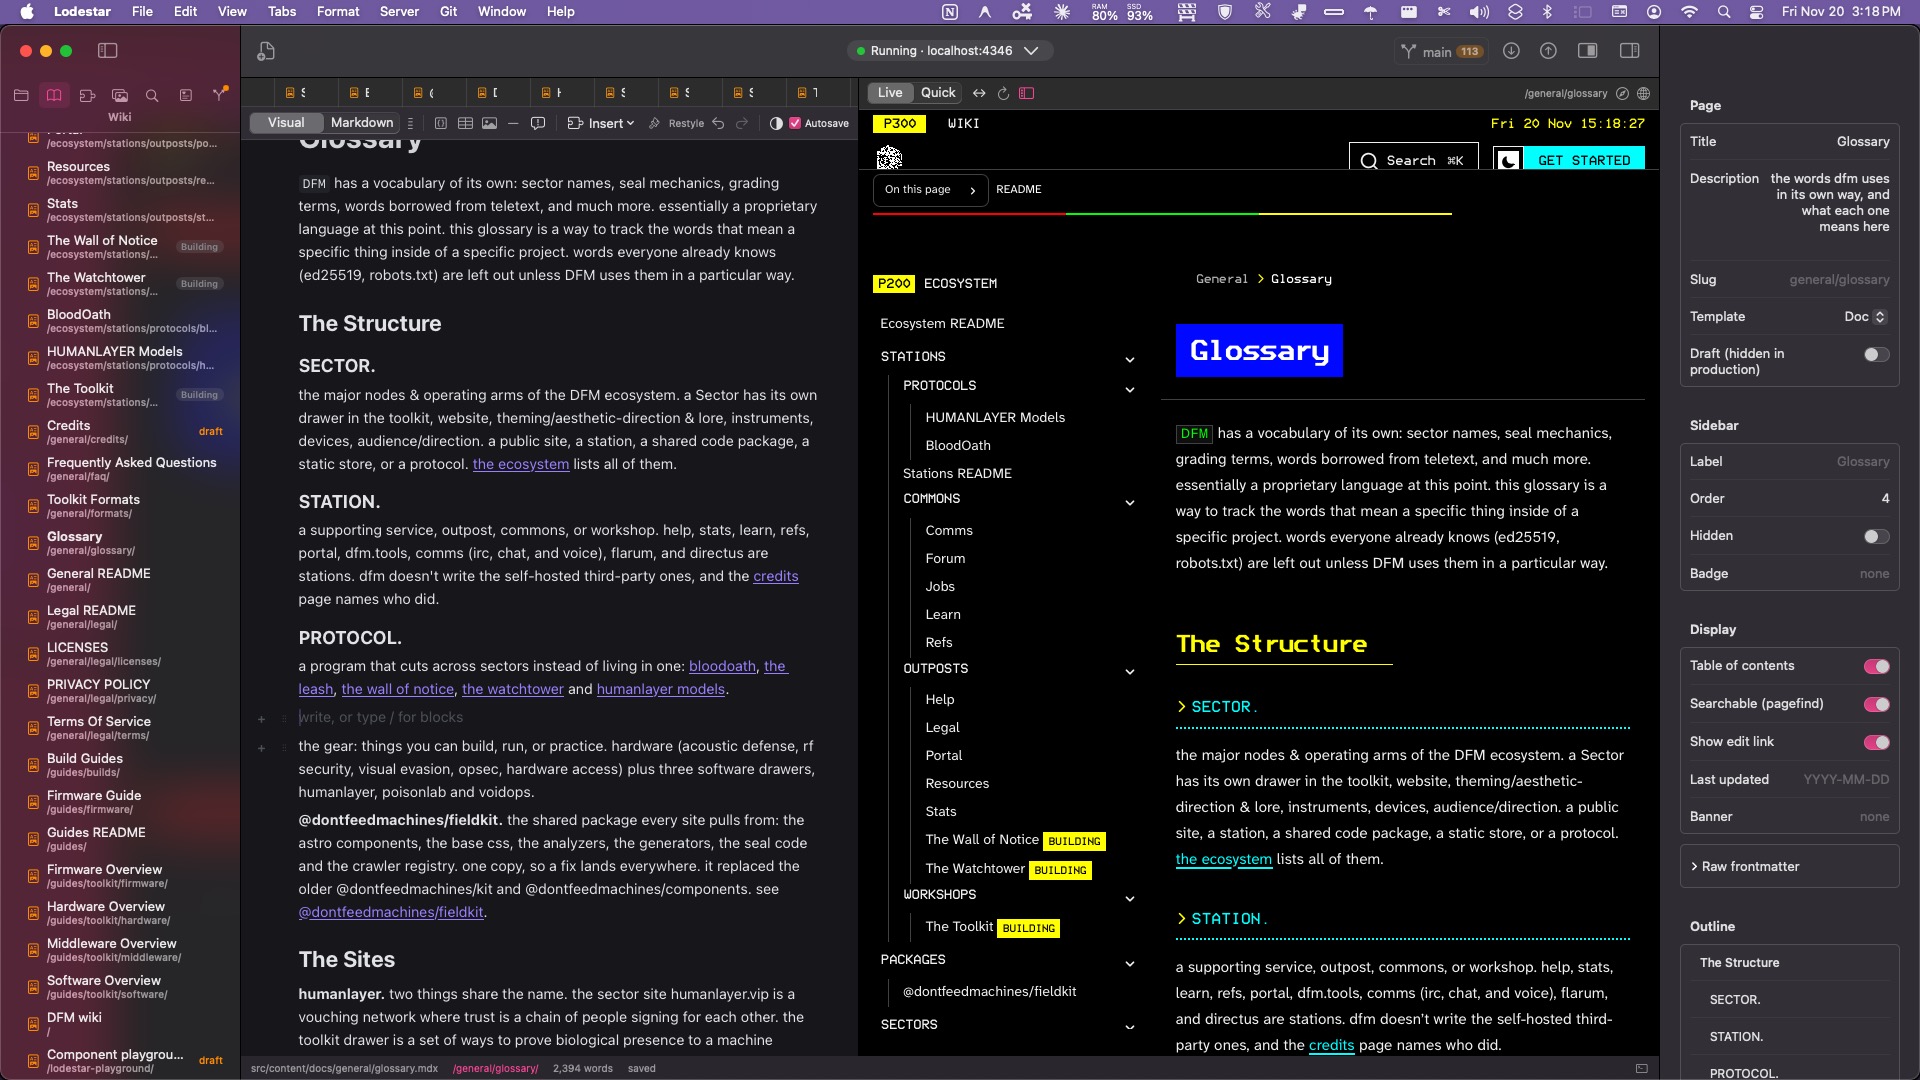 Lodestar File Edit View Tabs Format Server Git Window Help
RAM 80% SSD 93%
Fri Nov 20 3:18 PM
Wiki
/ecosystem/stations/outposts/po...
Resources
/ecosystem/stations/outposts/re...
Stats
/ecosystem/stations/outposts/st...
The Wall of Notice
/ecosystem/stations/...
Building
The Watchtower
/ecosystem/stations/...
Building
BloodOath
/ecosystem/stations/protocols/bl...
HUMANLAYER Models
/ecosystem/stations/protocols/h...
The Toolkit
/ecosystem/stations/...
Building
Credits
/general/credits/
draft
Frequently Asked Questions
/general/faq/
Toolkit Formats
/general/formats/
Glossary
/general/glossary/
General README
/general/
Legal README
/general/legal/
LICENSES
/general/legal/licenses/
PRIVACY POLICY
/general/legal/privacy/
Terms Of Service
/general/legal/terms/
Build Guides
/guides/builds/
Firmware Guide
/guides/firmware/
Guides README
/guides/
Firmware Overview
/guides/toolkit/firmware/
Hardware Overview
/guides/toolkit/hardware/
Middleware Overview
/guides/toolkit/middleware/
Software Overview
/guides/toolkit/software/
DFM wiki
/
Component playgrou...
/lodestar-playground/
draft
Running · localhost:4346
main 113
Visual Markdown
Insert
Restyle
Autosave
Glossary
DFM has a vocabulary of its own: sector names, seal mechanics, grading
terms, words borrowed from teletext, and much more. essentially a proprietary
language at this point. this glossary is a way to track the words that mean a
specific thing inside of a specific project. words everyone already knows
(ed25519, robots.txt) are left out unless DFM uses them in a particular way.
The Structure
SECTOR.
the major nodes & operating arms of the DFM ecosystem. a Sector has its own
drawer in the toolkit, website, theming/aesthetic-direction & lore, instruments,
devices, audience/direction. a public site, a station, a shared code package, a
static store, or a protocol. the ecosystem lists all of them.
STATION.
a supporting service, outpost, commons, or workshop. help, stats, learn, refs,
portal, dfm.tools, comms (irc, chat, and voice), flarum, and directus are
stations. dfm doesn't write the self-hosted third-party ones, and the credits
page names who did.
PROTOCOL.
a program that cuts across sectors instead of living in one: bloodoath, the
leash, the wall of notice, the watchtower and humanlayer models.
write, or type / for blocks
the gear: things you can build, run, or practice. hardware (acoustic defense, rf
security, visual evasion, opsec, hardware access) plus three software drawers,
humanlayer, poisonlab and voidops.
@dontfeedmachines/fieldkit. the shared package every site pulls from: the
astro components, the base css, the analyzers, the generators, the seal code
and the crawler registry. one copy, so a fix lands everywhere. it replaced the
older @dontfeedmachines/kit and @dontfeedmachines/components. see
@dontfeedmachines/fieldkit.
The Sites
humanlayer. two things share the name. the sector site humanlayer.vip is a
vouching network where trust is a chain of people signing for each other. the
toolkit drawer is a set of ways to prove biological presence to a machine
src/content/docs/general/glossary.mdx /general/glossary/ 2,394 words saved
Live Quick
/general/glossary
P300 WIKI
Fri 20 Nov 15:18:27
Search ⌘K
GET STARTED
On this page
README
P200 ECOSYSTEM
Ecosystem README
STATIONS
PROTOCOLS
HUMANLAYER Models
BloodOath
Stations README
COMMONS
Comms
Forum
Jobs
Learn
Refs
OUTPOSTS
Help
Legal
Portal
Resources
Stats
The Wall of Notice BUILDING
The Watchtower BUILDING
WORKSHOPS
The Toolkit BUILDING
PACKAGES
@dontfeedmachines/fieldkit
SECTORS
General > Glossary
Glossary
DFM has a vocabulary of its own: sector names, seal mechanics,
grading terms, words borrowed from teletext, and much more.
essentially a proprietary language at this point. this glossary is a
way to track the words that mean a specific thing inside of a
specific project. words everyone already knows (ed25519,
robots.txt) are left out unless DFM uses them in a particular way.
The Structure
> SECTOR.
the major nodes & operating arms of the DFM ecosystem. a Sector
has its own drawer in the toolkit, website, theming/aesthetic-
direction & lore, instruments, devices, audience/direction. a public
site, a station, a shared code package, a static store, or a protocol.
the ecosystem lists all of them.
> STATION.
a supporting service, outpost, commons, or workshop. help, stats,
learn, refs, portal, dfm.tools, comms (irc, chat, and voice), flarum,
and directus are stations. dfm doesn't write the self-hosted third-
party ones, and the credits page names who did.
Page
Title Glossary
Description the words dfm uses
in its own way, and
what each one
means here
Slug general/glossary
Template Doc
Draft (hidden in
production)
Sidebar
Label Glossary
Order 4
Hidden
Badge none
Display
Table of contents
Searchable (pagefind)
Show edit link
Last updated YYYY-MM-DD
Banner none
> Raw frontmatter
Outline
The Structure
SECTOR.
STATION.
PROTOCOL.